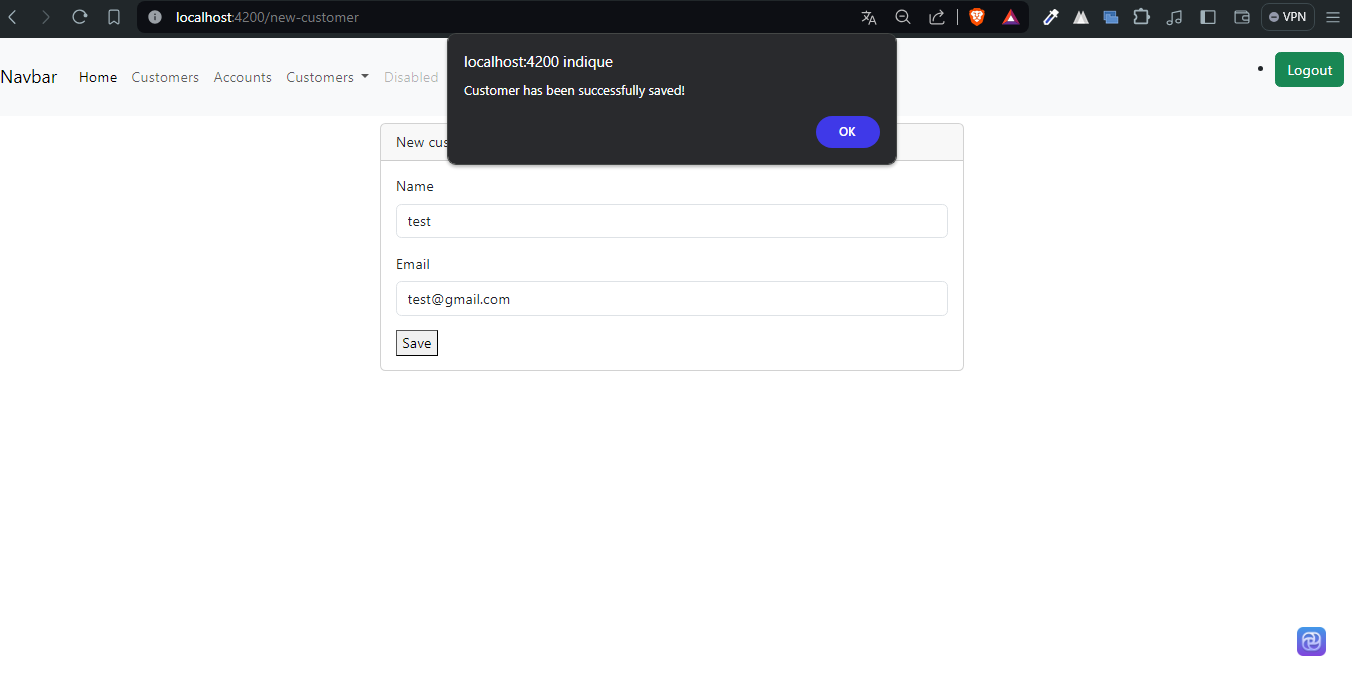 localhost:4200/new-customer
VPN
localhost:4200 indique
Customer has been successfully saved!
OK
Navbar
Home
Customers
Accounts
Customers
Disabled
Logout
New cus
Name
test
Email
test@gmail.com
Save